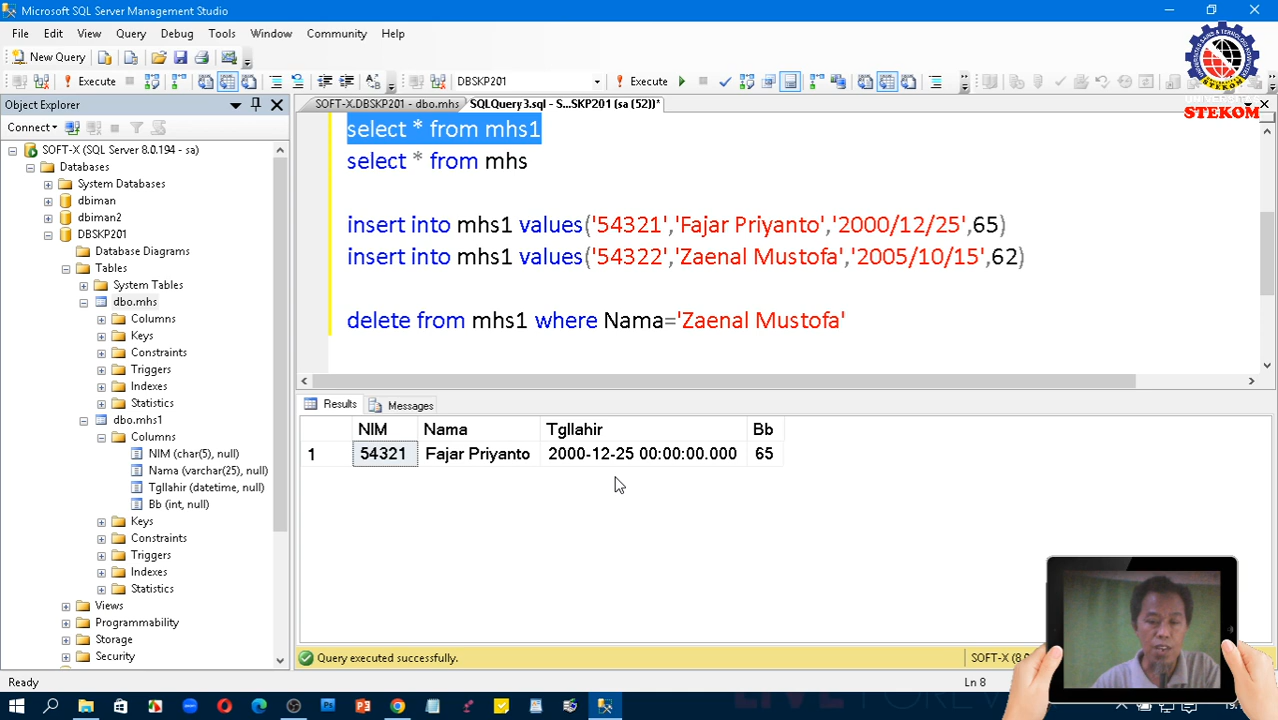 Microsoft SQL Server Management Studio
File Edit View Query Debug Tools Window Community Help
New Query
Execute DBSKP201 Execute
STEKOM
Object Explorer
SOFT-X.DBSKP201 - dbo.mhs SQLQuery3.sql - S...SKP201 (sa (52))*
Connect
SOFT-X (SQL Server 8.0.194 - sa)
Databases
System Databases
dbiman
dbiman2
DBSKP201
Database Diagrams
Tables
System Tables
dbo.mhs
Columns
Keys
Constraints
Triggers
Indexes
Statistics
dbo.mhs1
Columns
NIM (char(5), null)
Nama (varchar(25), null)
Tgllahir (datetime, null)
Bb (int, null)
Keys
Constraints
Triggers
Indexes
Statistics
Views
Programmability
Storage
Security
select * from mhs1
select * from mhs
insert into mhs1 values('54321','Fajar Priyanto','2000/12/25',65)
insert into mhs1 values('54322','Zaenal Mustofa','2005/10/15',62)
delete from mhs1 where Nama='Zaenal Mustofa'
Results Messages
NIM Nama Tgllahir Bb
1 54321 Fajar Priyanto 2000-12-25 00:00:00.000 65
Query executed successfully.
SOFT-X (8.0
Ready
Ln 8